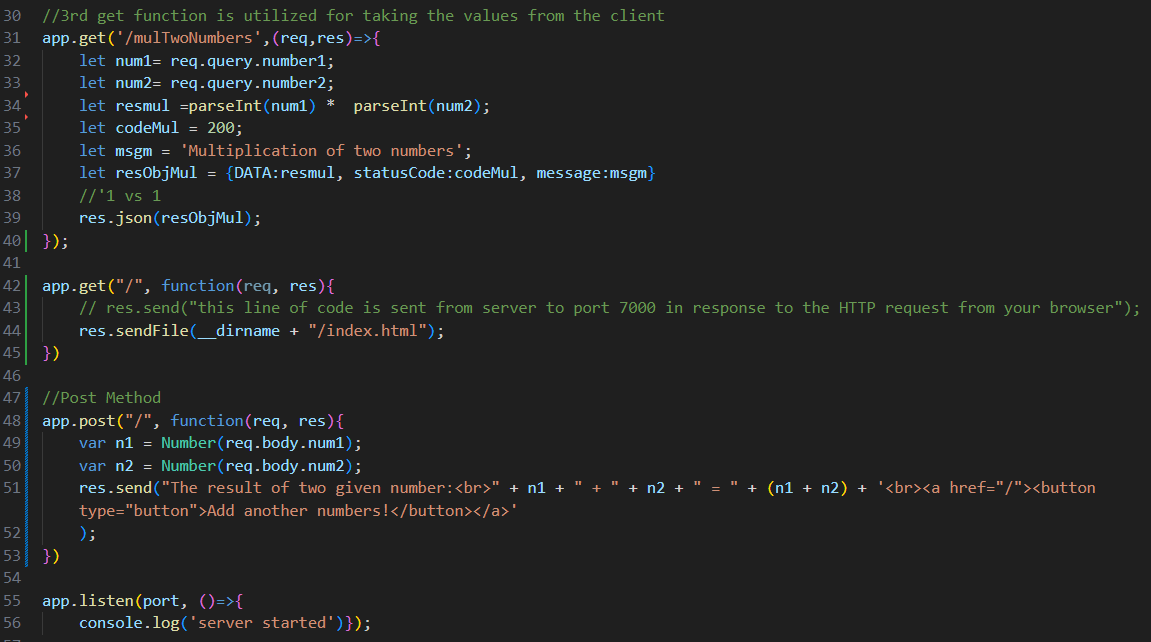 30 //3rd get function is utilized for taking the values from the client
31 app.get('/mulTwoNumbers',(req,res)=>{
32     let num1= req.query.number1;
33     let num2= req.query.number2;
34     let resmul =parseInt(num1) *  parseInt(num2);
35     let codeMul = 200;
36     let msgm = 'Multiplication of two numbers';
37     let resObjMul = {DATA:resmul, statusCode:codeMul, message:msgm}
38     //'1 vs 1
39     res.json(resObjMul);
40 });
41
42 app.get("/", function(req, res){
43     // res.send("this line of code is sent from server to port 7000 in response to the HTTP request from your browser");
44     res.sendFile(__dirname + "/index.html");
45 })
46
47 //Post Method
48 app.post("/", function(req, res){
49     var n1 = Number(req.body.num1);
50     var n2 = Number(req.body.num2);
51     res.send("The result of two given number:<br>" + n1 + " + " + n2 + " = " + (n1 + n2) + '<br><a href="/"><button
    type="button">Add another numbers!</button></a>'
52     );
53 })
54
55 app.listen(port, ()=>{
56     console.log('server started')});